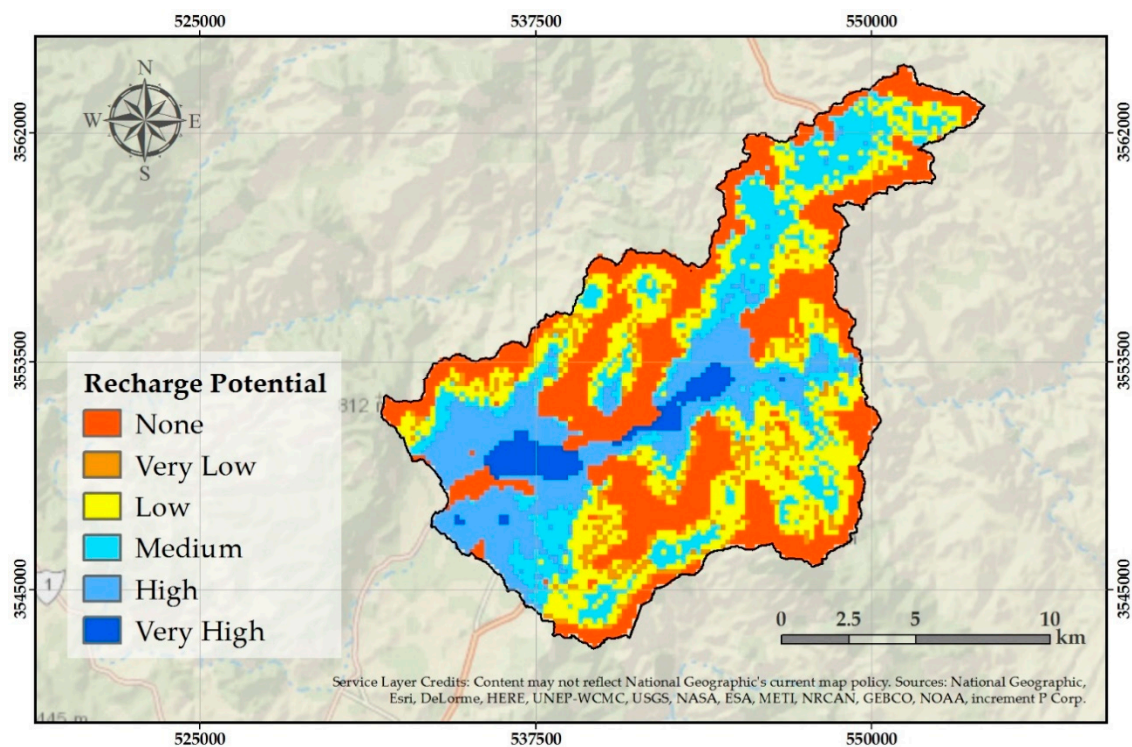 525000 537500 550000
N
W E
S
3562000 3562000
3553500 3553500
3545000 3545000
812
Recharge Potential
None
Very Low
Low
Medium
High
Very High
1
0 2.5 5 10
km
Service Layer Credits: Content may not reflect National Geographic's current map policy. Sources: National Geographic,
Esri, DeLorme, HERE, UNEP-WCMC, USGS, NASA, ESA, METI, NRCAN, GEBCO, NOAA, increment P Corp.
145 m
525000 537500 550000